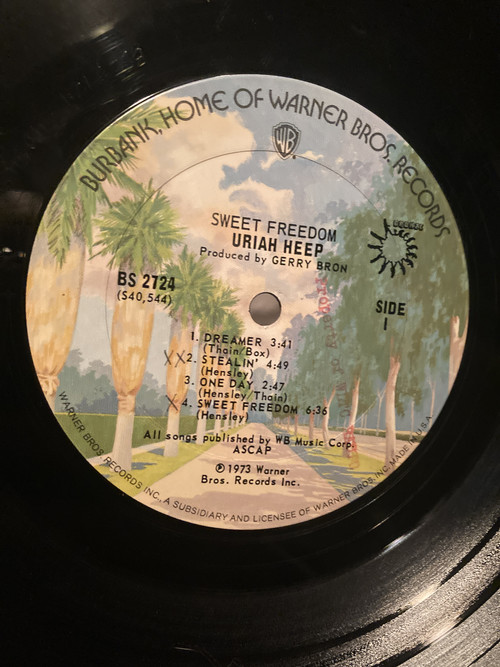 BURBANK, HOME OF WARNER BROS. RECORDS
WB
SWEET FREEDOM
URIAH HEEP
Produced by GERRY BRON
BS 2724
(S40,544)
SIDE
1
1. DREAMER 3:41
(Thain/Box)
XX2. STEALIN' 4:49
(Hensley)
3. ONE DAY 2:47
(Hensley/Thain)
X4. SWEET FREEDOM 6:36
(Hensley)
All songs published by WB Music Corp.
ASCAP
℗1973 Warner
Bros. Records Inc.
WARNER BROS RECORDS INC., A SUBSIDIARY AND LICENSEE OF WARNER BROS. INC. MADE IN U.S.A.